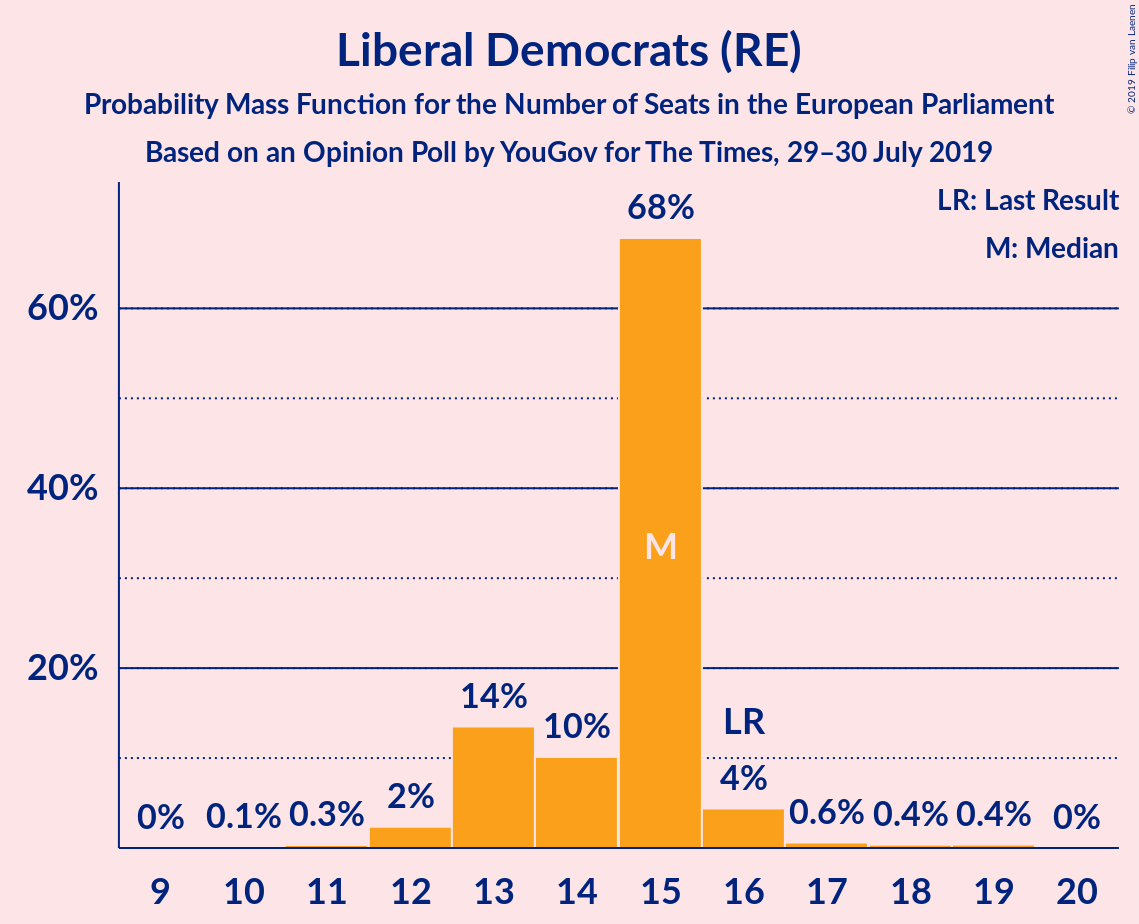 Liberal Democrats (RE)
Probability Mass Function for the Number of Seats in the European Parliament
Based on an Opinion Poll by YouGov for The Times, 29–30 July 2019
© 2019 Filip van Laenen
LR: Last Result
M: Median
68%
60%
40%
M
20%
14%
10%
LR
4%
2%
0% 0.1% 0.3% 0.6% 0.4% 0.4% 0%
9 10 11 12 13 14 15 16 17 18 19 20